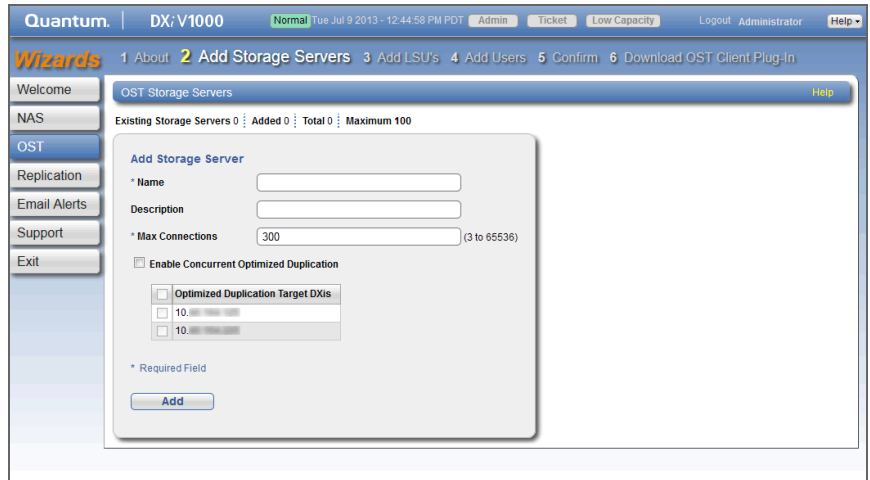 Quantum. DXi V1000 Normal Tue Jul 9 2013 - 12:44:58 PM PDT Admin Ticket Low Capacity Logout Administrator Help
Wizards 1 About 2 Add Storage Servers 3 Add LSU's 4 Add Users 5 Confirm 6 Download OST Client Plug-In
Welcome
NAS
OST
Replication
Email Alerts
Support
Exit
OST Storage Servers Help
Existing Storage Servers 0 Added 0 Total 0 Maximum 100
Add Storage Server
* Name
Description
* Max Connections 300 (3 to 65536)
Enable Concurrent Optimized Duplication
Optimized Duplication Target DXis
10.
10.
* Required Field
Add